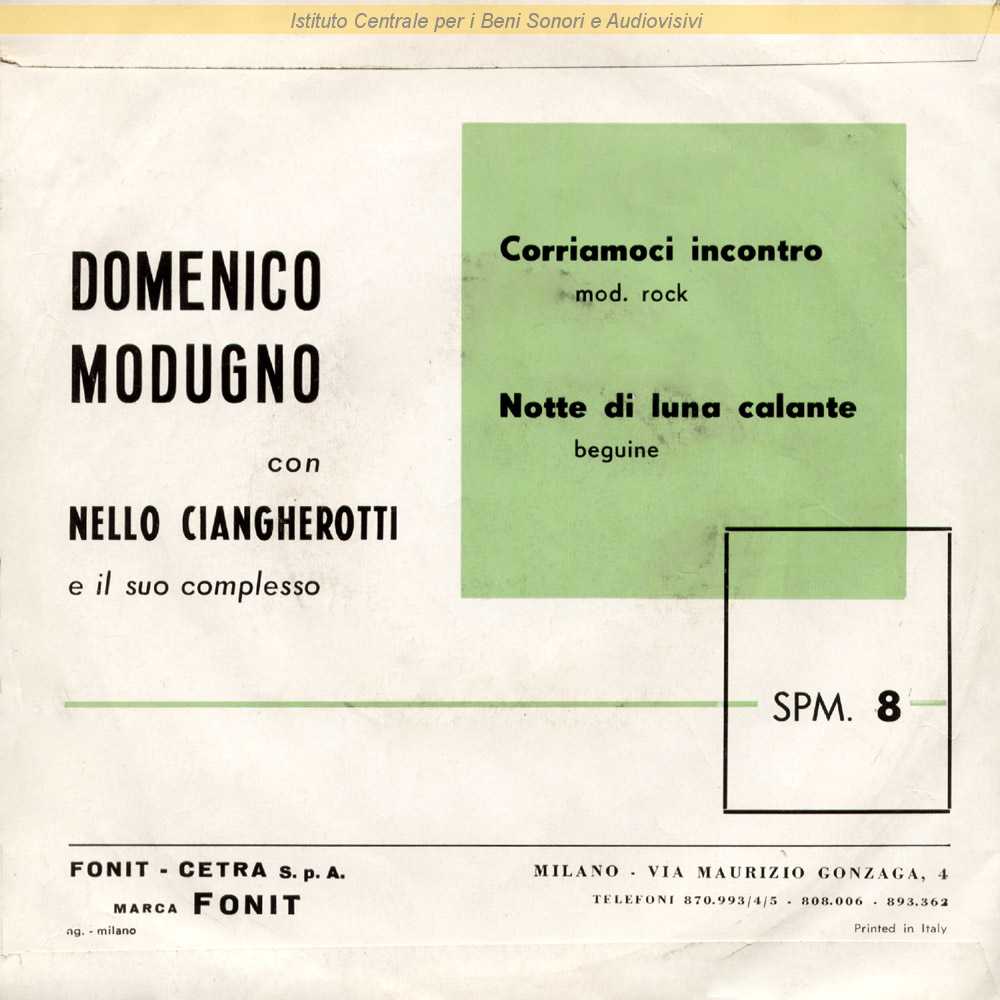 Istituto Centrale per i Beni Sonori e Audiovisivi
DOMENICO
MODUGNO
con
NELLO CIANGHEROTTI
e il suo complesso
Corriamoci incontro
mod. rock
Notte di luna calante
beguine
SPM. 8
FONIT - CETRA S.p.A.
MARCA FONIT
ng. - milano
MILANO - VIA MAURIZIO GONZAGA, 4
TELEFONI 870.993/4/5 - 808.006 - 893.362
Printed in Italy